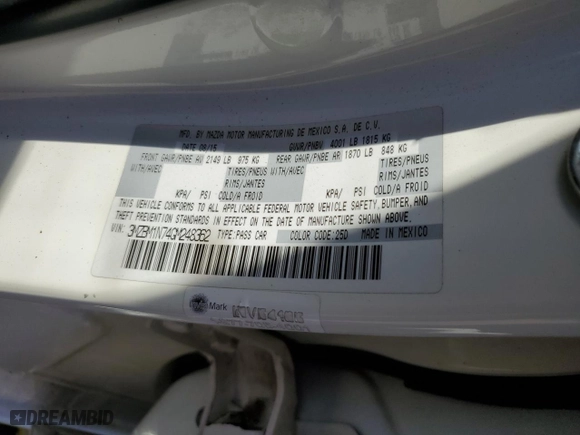 MFD. BY MAZDA MOTOR MANUFACTURING DE MEXICO S.A. DE C.V.
DATE 08/15 GVWR/PNBV 4001 LB 1815 KG
FRONT GAWR/PNBE AV 2149 LB 975 KG REAR GAWR/PNBE AR 1870 LB 848 KG
WITH/AVEC TIRES/PNEUS WITH/AVEC TIRES/PNEUS
RIMS/JANTES RIMS/JANTES
KPA/ PSI COLD/A FROID KPA/ PSI COLD/A FROID
THIS VEHICLE CONFORMS TO ALL APPLICABLE FEDERAL MOTOR VEHICLE SAFETY, BUMPER, AND
THEFT PREVENTION STANDARDS IN EFFECT ON THE DATE OF MANUFACTURE SHOWN ABOVE.
VIN: 3MZBM1N74GM248362 TYPE:PASS CAR COLOR CODE:25D MADE IN MEXICO
Mark
DREAMBID